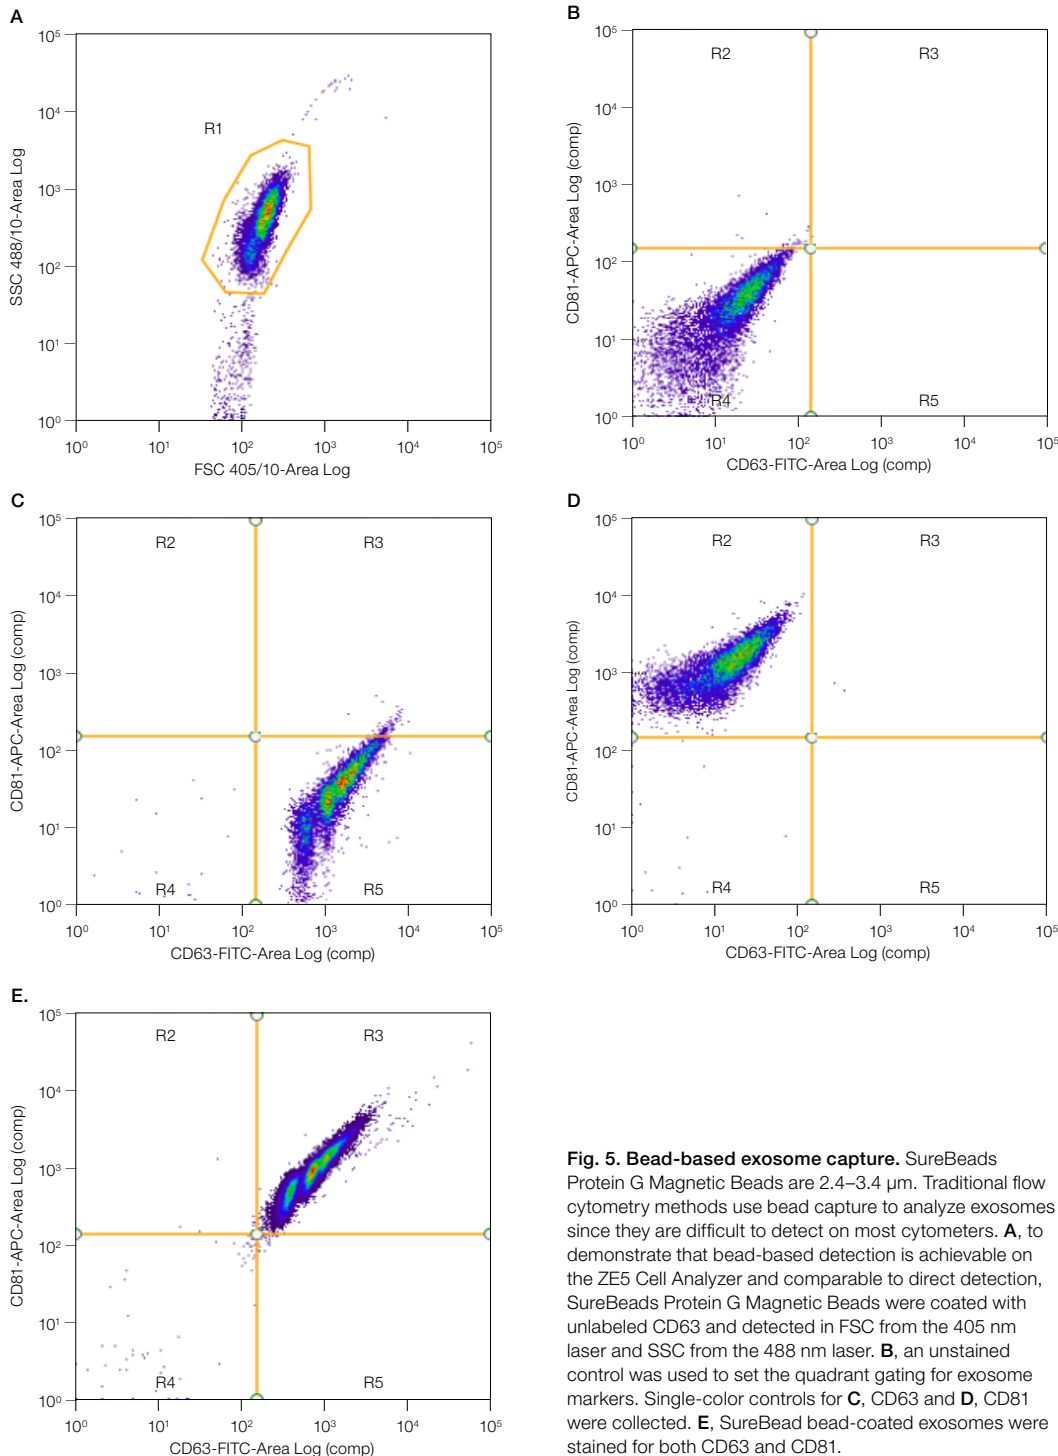 A
10⁵
10⁴
10³
10²
10¹
10⁰
SSC 488/10-Area Log
R1
10⁰ 10¹ 10² 10³ 10⁴ 10⁵
FSC 405/10-Area Log
B
10⁵
10⁴
10³
10²
10¹
10⁰
CD81-APC-Area Log (comp)
R2 R3
R4 R5
10⁰ 10¹ 10² 10³ 10⁴ 10⁵
CD63-FITC-Area Log (comp)
C
10⁵
10⁴
10³
10²
10¹
10⁰
CD81-APC-Area Log (comp)
R2 R3
R4 R5
10⁰ 10¹ 10² 10³ 10⁴ 10⁵
CD63-FITC-Area Log (comp)
D
10⁵
10⁴
10³
10²
10¹
10⁰
CD81-APC-Area Log (comp)
R2 R3
R4 R5
10⁰ 10¹ 10² 10³ 10⁴ 10⁵
CD63-FITC-Area Log (comp)
E.
10⁵
10⁴
10³
10²
10¹
10⁰
CD81-APC-Area Log (comp)
R2 R3
R4 R5
10⁰ 10¹ 10² 10³ 10⁴ 10⁵
CD63-FITC-Area Log (comp)
Fig. 5. Bead-based exosome capture. SureBeads
Protein G Magnetic Beads are 2.4–3.4 µm. Traditional flow
cytometry methods use bead capture to analyze exosomes
since they are difficult to detect on most cytometers. A, to
demonstrate that bead-based detection is achievable on
the ZE5 Cell Analyzer and comparable to direct detection,
SureBeads Protein G Magnetic Beads were coated with
unlabeled CD63 and detected in FSC from the 405 nm
laser and SSC from the 488 nm laser. B, an unstained
control was used to set the quadrant gating for exosome
markers. Single-color controls for C, CD63 and D, CD81
were collected. E, SureBead bead-coated exosomes were
stained for both CD63 and CD81.